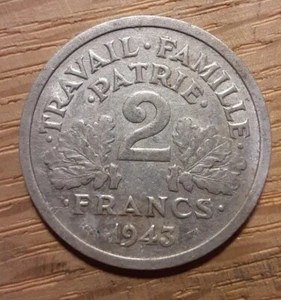 ·TRAVAIL·FAMILLE·
·PATRIE·
2
·FRANCS·
1943